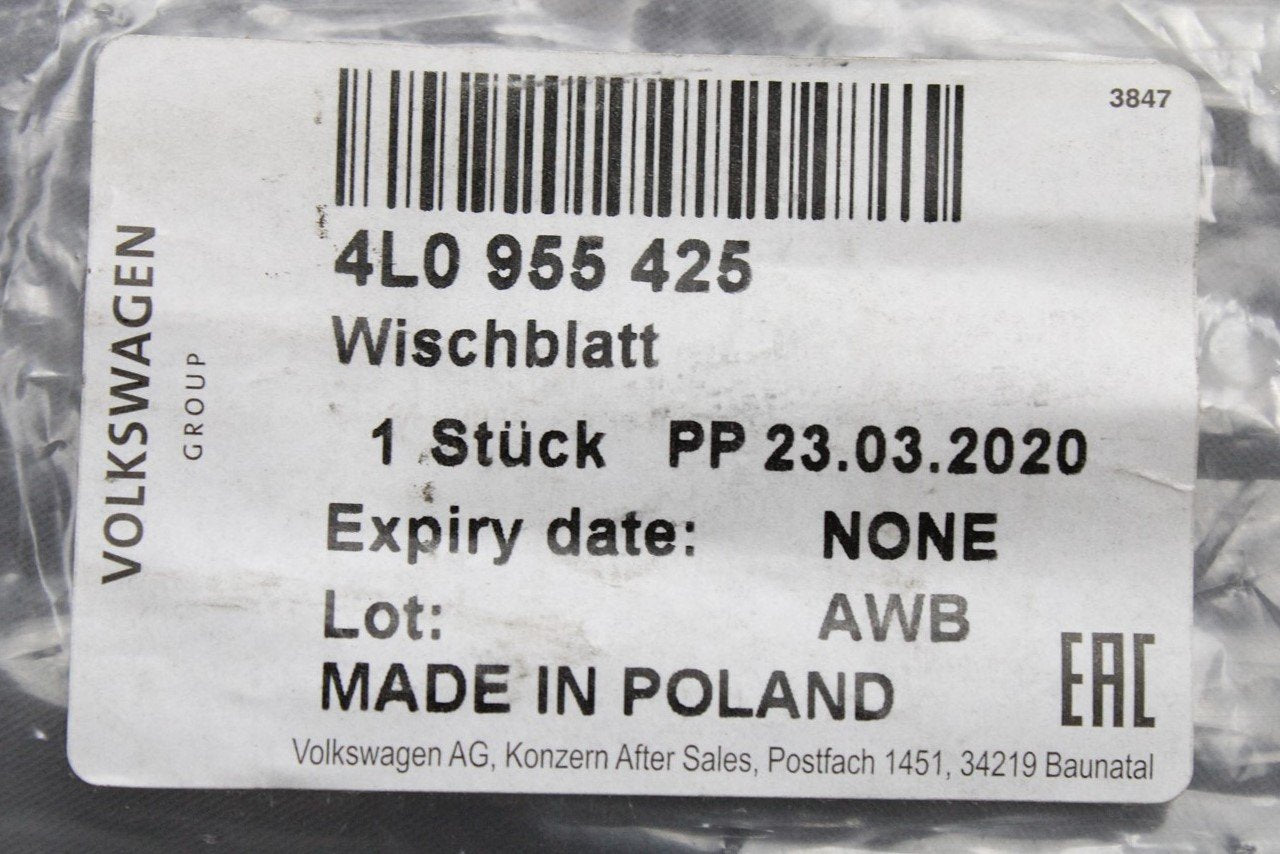 3847
4L0 955 425
Wischblatt
1 Stück PP 23.03.2020
Expiry date: NONE
Lot: AWB
MADE IN POLAND
EAC
Volkswagen AG, Konzern After Sales, Postfach 1451, 34219 Baunatal
VOLKSWAGEN
GROUP